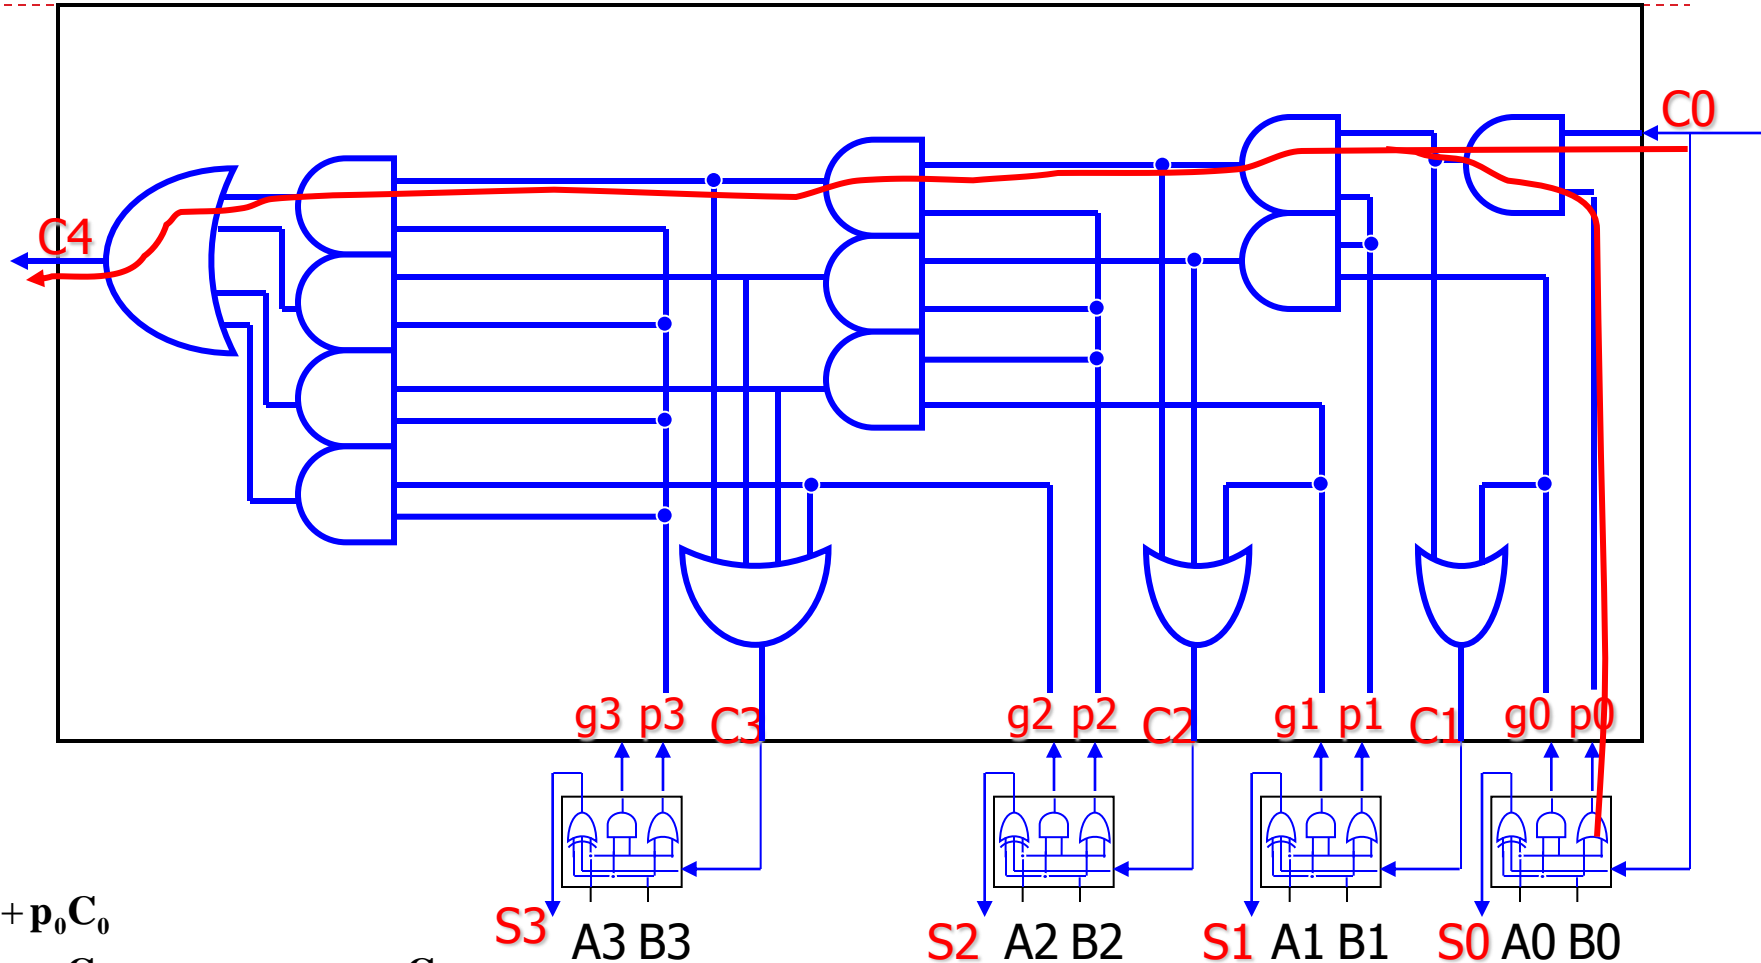 C0
C4
g3 p3 C3 g2 p2 C2 g1 p1 C1 g0 p0
+ p₀C₀
S3 A3 B3 S2 A2 B2 S1 A1 B1 S0 A0 B0